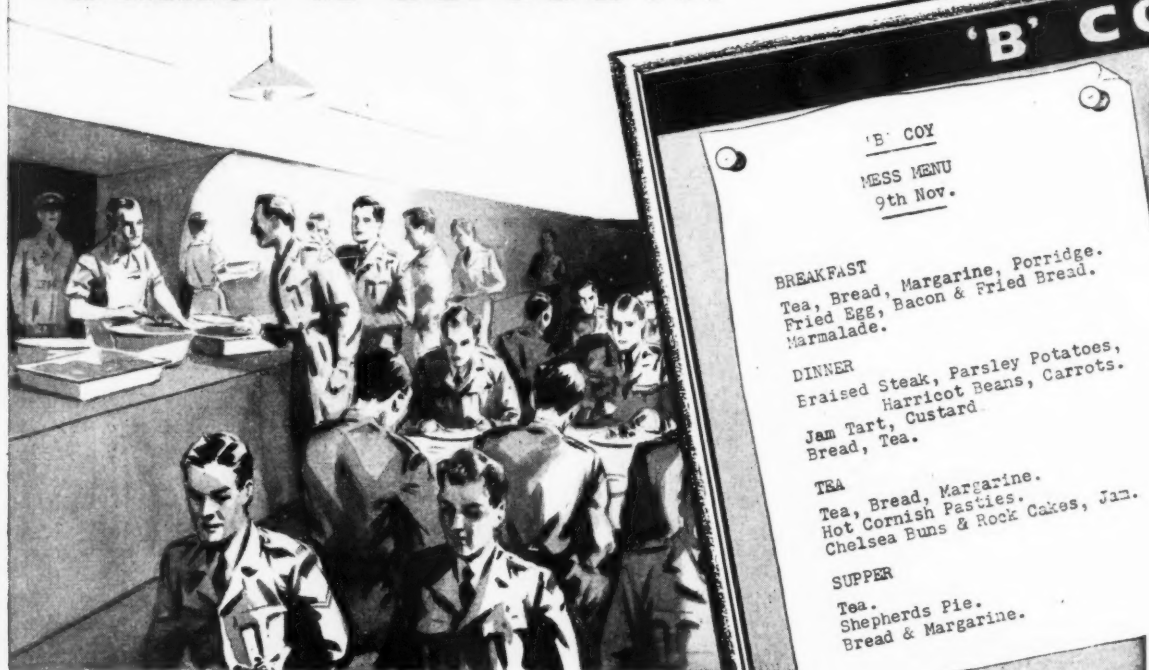 'B' CO
'B' COY
MESS MENU
9th Nov.
BREAKFAST
Tea, Bread, Margarine, Porridge.
Fried Egg, Bacon & Fried Bread.
Marmalade.
DINNER
Braised Steak, Parsley Potatoes,
Harricot Beans, Carrots.
Jam Tart, Custard
Bread, Tea.
TEA
Tea, Bread, Margarine.
Hot Cornish Pasties.
Chelsea Buns & Rock Cakes, Jam.
SUPPER
Tea.
Shepherds Pie.
Bread & Margarine.